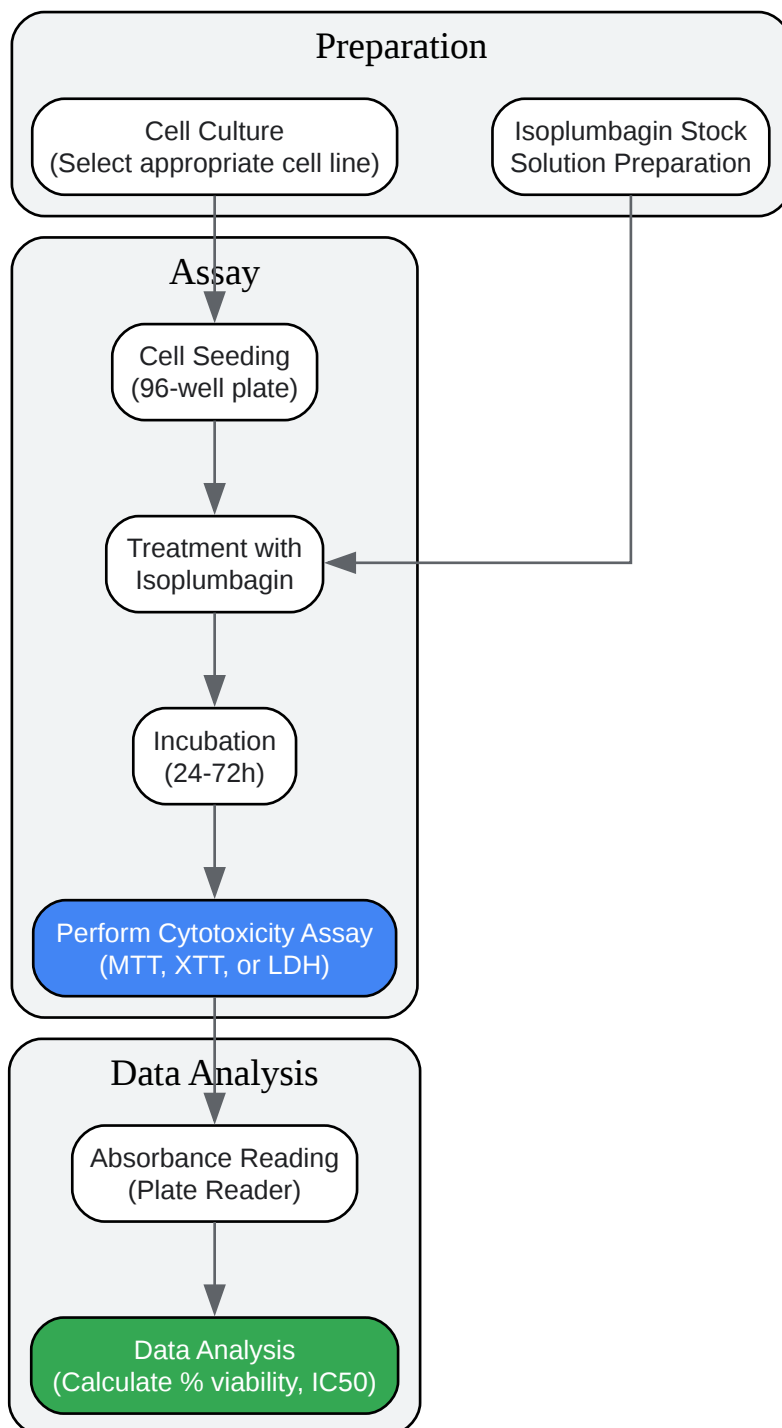 Preparation
Cell Culture
(Select appropriate cell line)
Isoplumbagin Stock
Solution Preparation
Assay
Cell Seeding
(96-well plate)
Treatment with
Isoplumbagin
Incubation
(24-72h)
Perform Cytotoxicity Assay
(MTT, XTT, or LDH)
Data Analysis
Absorbance Reading
(Plate Reader)
Data Analysis
(Calculate % viability, IC50)